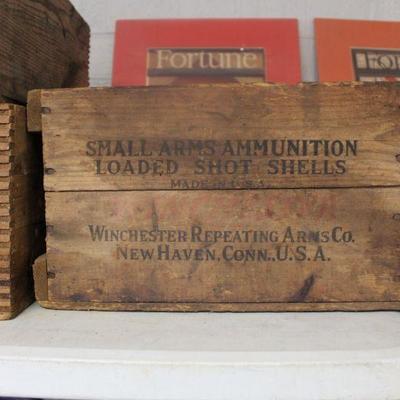 Fortune
SMALL ARMS AMMUNITION
LOADED SHOT SHELLS
MADE IN U.S.A.
WINCHESTER REPEATING ARMS CO.
NEW HAVEN, CONN., U.S.A.